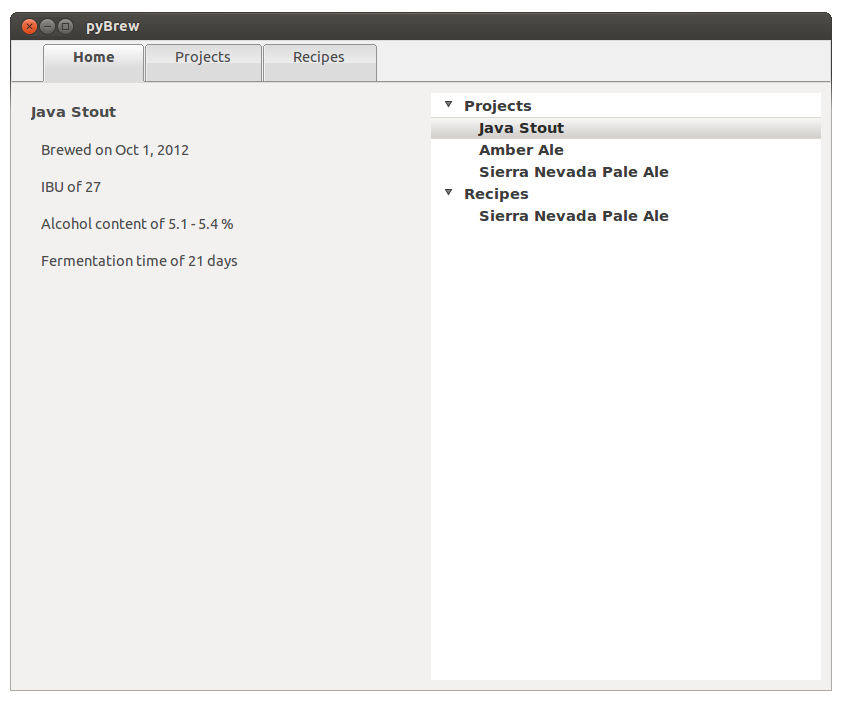 pyBrew
Home Projects Recipes
Java Stout
Brewed on Oct 1, 2012
IBU of 27
Alcohol content of 5.1 - 5.4 %
Fermentation time of 21 days
Projects
Java Stout
Amber Ale
Sierra Nevada Pale Ale
Recipes
Sierra Nevada Pale Ale